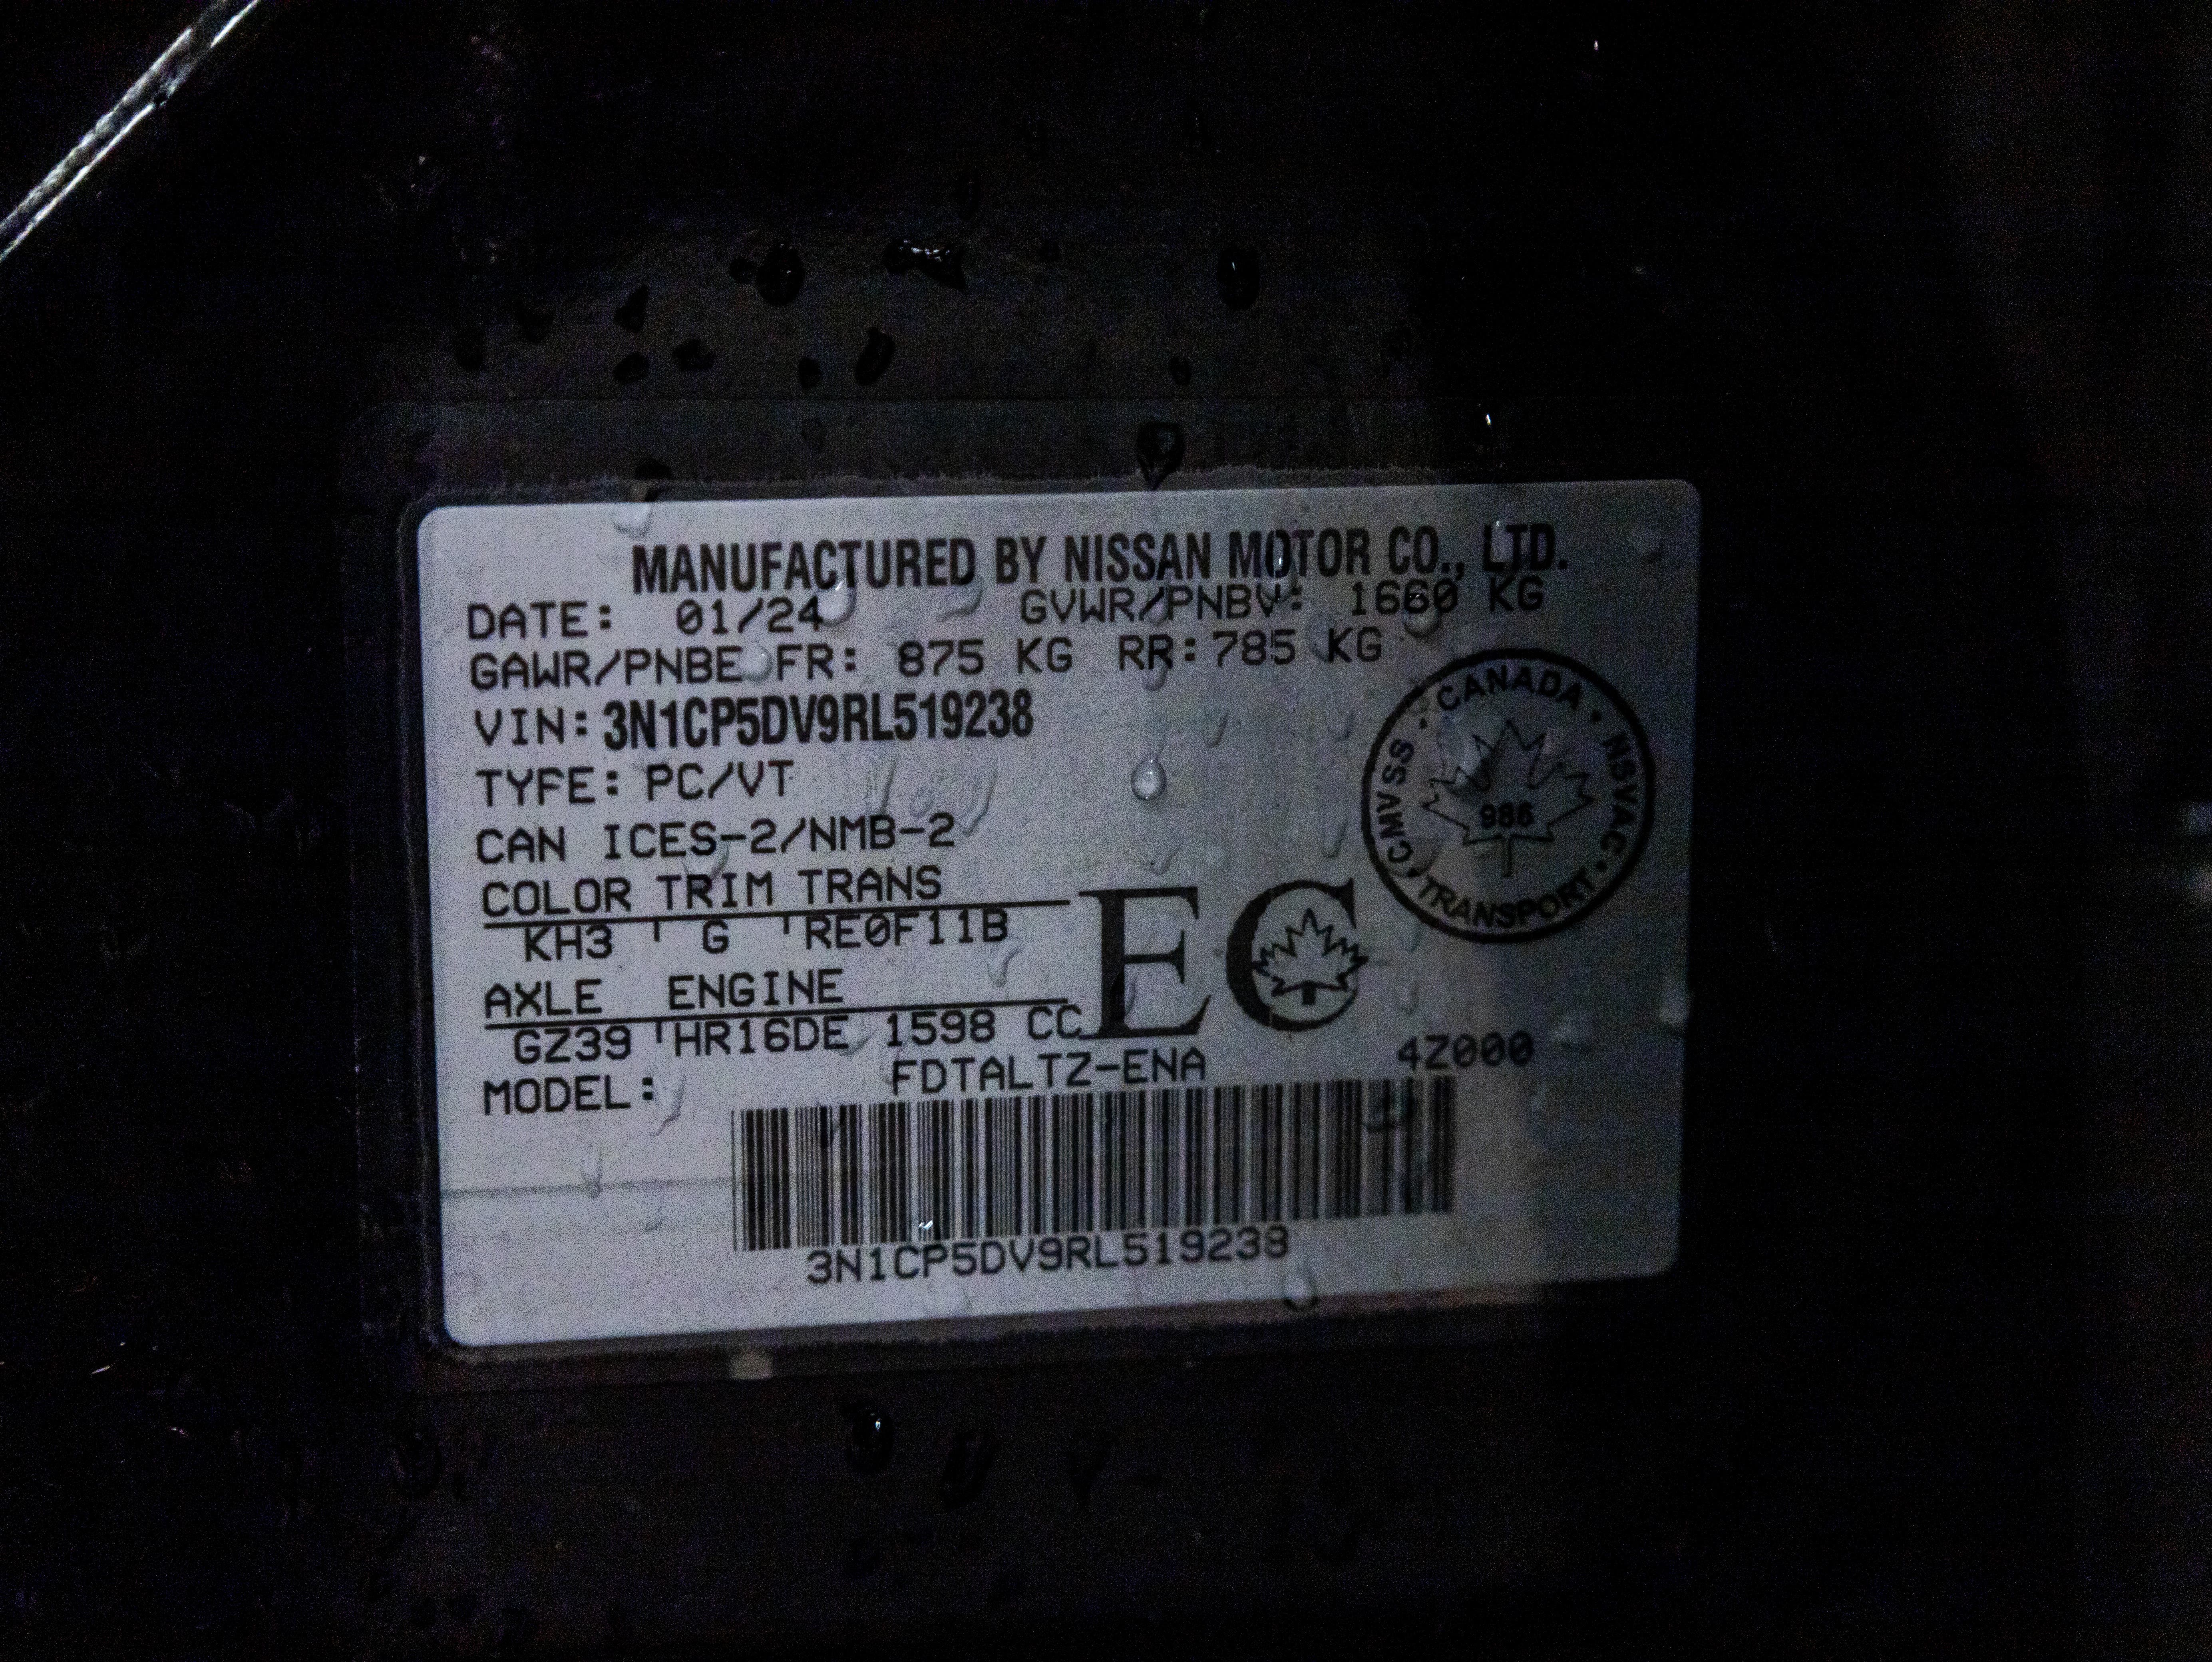 MANUFACTURED BY NISSAN MOTOR CO., LTD.
DATE: 01/24 GVWR/PNBV: 1660 KG
GAWR/PNBE FR: 875 KG RR: 785 KG
VIN: 3N1CP5DV9RL519238
TYPE: PC/VT
CAN ICES-2/NMB-2
COLOR TRIM TRANS
KH3 G RE0F11B
AXLE ENGINE
GZ39 HR16DE 1598 CC
EC
CANADA · NSVAC · TRANSPORT · CMVSS ·
986
MODEL: FDTALTZ-ENA 4Z000
3N1CP5DV9RL519238